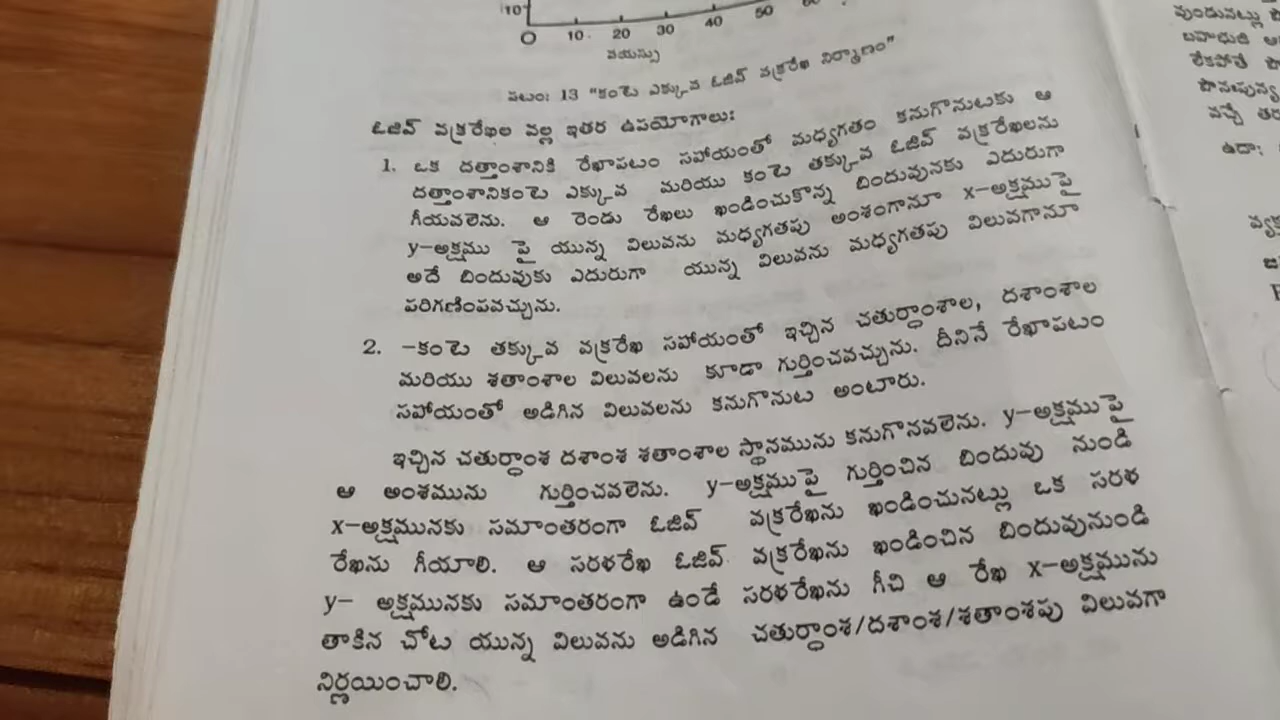 10
O 10 20 30 40 50
వయస్సు
పటం: 13 "కంటె ఎక్కువ ఓజివ్ వక్రరేఖ నిర్మాణం"
ఓజివ్ వక్రరేఖల వల్ల ఇతర ఉపయోగాలు:
1. ఒక దత్తాంశానికి రేఖాపటం సహాయంతో మధ్యగతం కనుగొనుటకు ఆ
దత్తాంశానికంటె ఎక్కువ మరియు కంటె తక్కువ ఓజివ్ వక్రరేఖలను
గీయవలెను. ఆ రెండు రేఖలు ఖండించుకొన్న బిందువునకు ఎదురుగా
y-అక్షము పై యున్న విలువను మధ్యగతపు అంశంగానూ x-అక్షముపై
అదే బిందువుకు ఎదురుగా యున్న విలువను మధ్యగతపు విలువగానూ
పరిగణింపవచ్చును.
2. -కంటె తక్కువ వక్రరేఖ సహాయంతో ఇచ్చిన చతుర్థాంశాల, దశాంశాల
మరియు శతాంశాల విలువలను కూడా గుర్తించవచ్చును. దీనినే రేఖాపటం
సహాయంతో అడిగిన విలువలను కనుగొనుట అంటారు.
ఇచ్చిన చతుర్థాంశ దశాంశ శతాంశాల స్థానమును కనుగొనవలెను. y-అక్షముపై
ఆ అంశమును గుర్తించవలెను. y-అక్షముపై గుర్తించిన బిందువు నుండి
x-అక్షమునకు సమాంతరంగా ఓజివ్ వక్రరేఖను ఖండించునట్లు ఒక సరళ
రేఖను గీయాలి. ఆ సరళరేఖ ఓజివ్ వక్రరేఖను ఖండించిన బిందువునుండి
y- అక్షమునకు సమాంతరంగా ఉండే సరళరేఖను గీచి ఆ రేఖ x-అక్షమును
తాకిన చోట యున్న విలువను అడిగిన చతుర్థాంశ/దశాంశ/శతాంశపు విలువగా
నిర్ణయించాలి.
వుండునట్లు
లేకపోతే
వచ్చే
ఉదా: